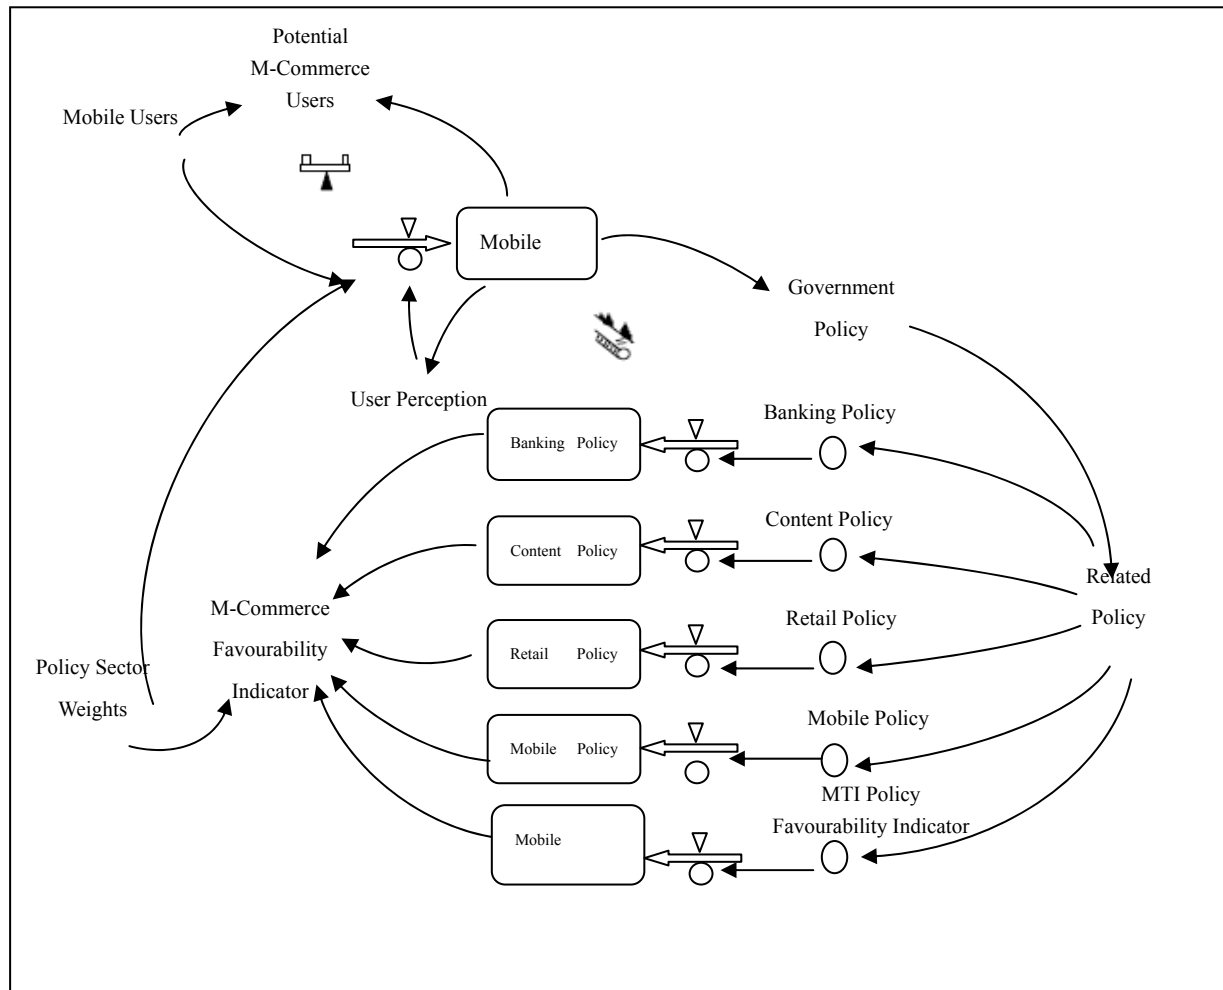 Potential
M-Commerce
Users
Mobile Users
Mobile
Government
Policy
User Perception
Banking Policy
Banking Policy
Content Policy
Content Policy
Related
Policy
M-Commerce
Favourability
Indicator
Retail Policy
Retail Policy
Policy Sector
Weights
Mobile Policy
Mobile Policy
MTI Policy
Favourability Indicator
Mobile